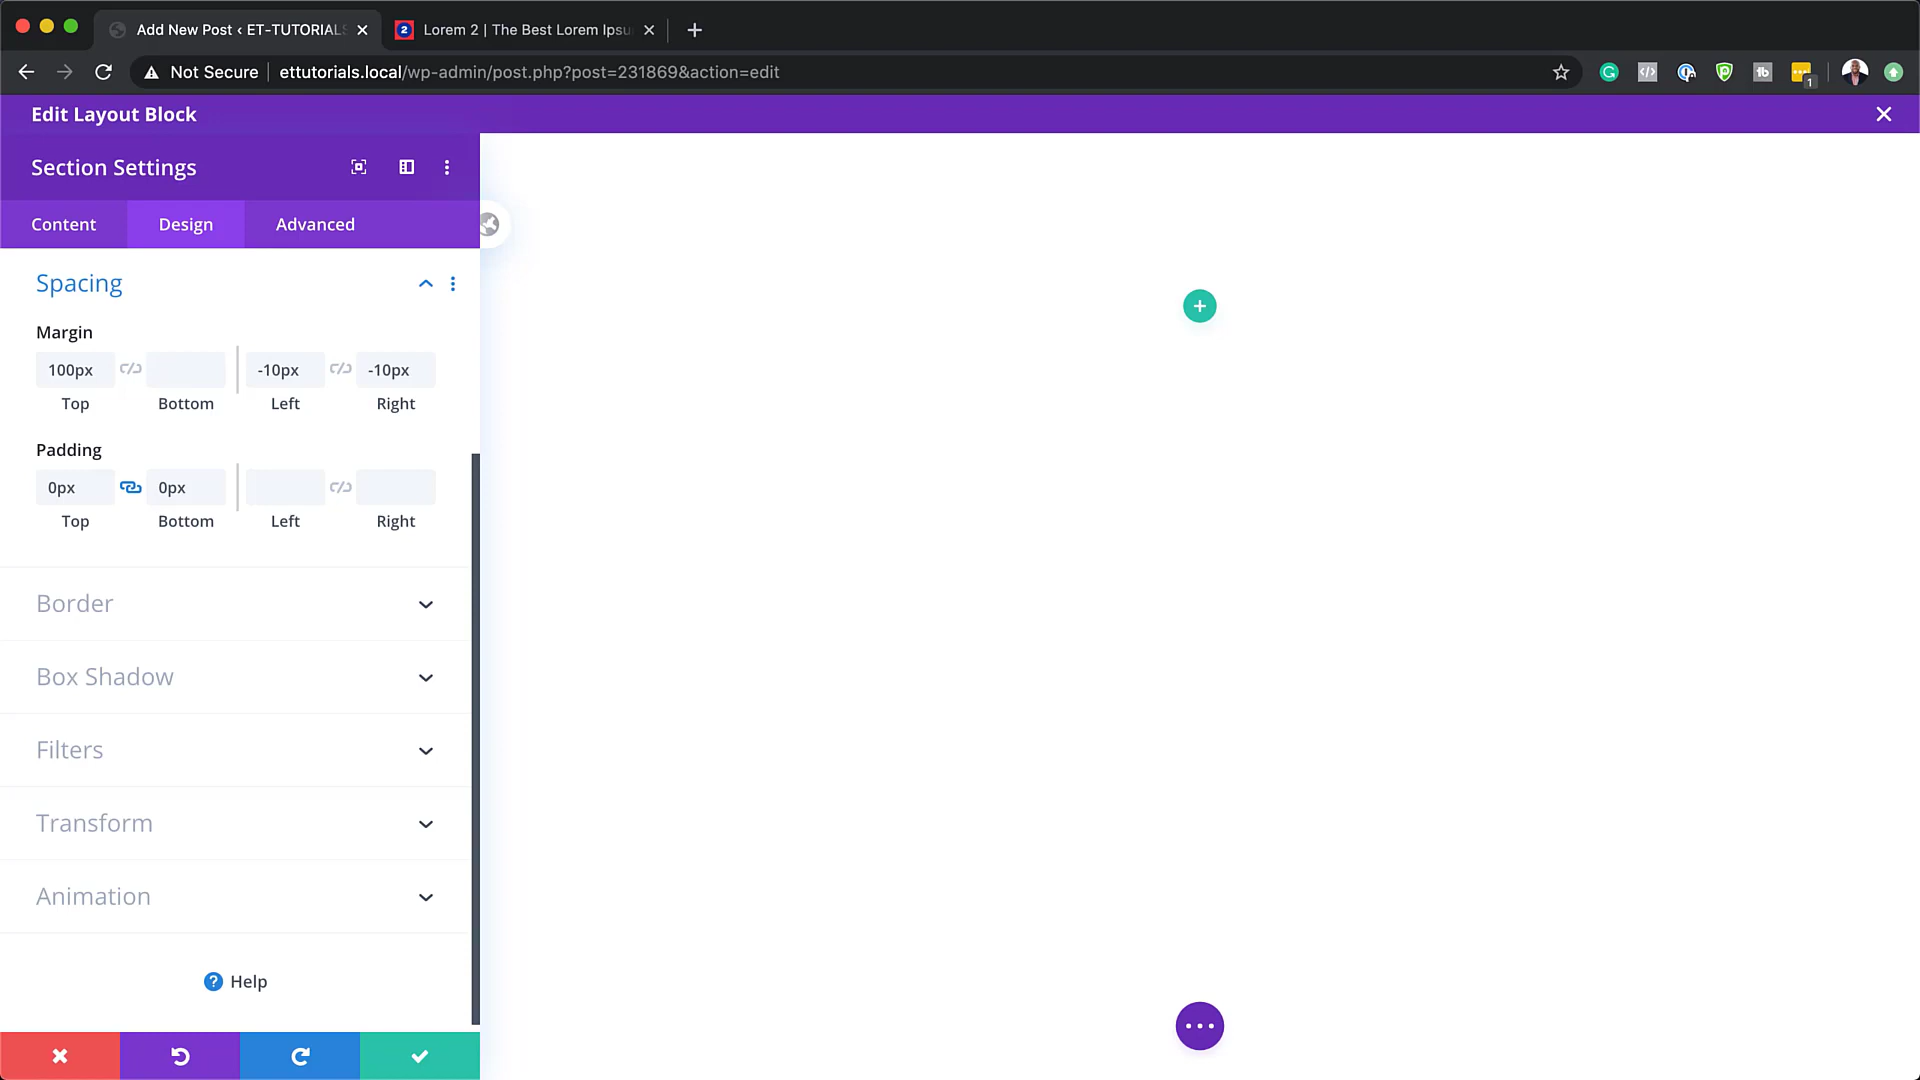 Add New Post ‹ ET-TUTORIALS
Lorem 2 | The Best Lorem Ipsu
Not Secure
ettutorials.local/wp-admin/post.php?post=231869&action=edit
1
Edit Layout Block
Section Settings
Content
Design
Advanced
Spacing
Margin
100px
-10px
-10px
Top
Bottom
Left
Right
Padding
0px
0px
Top
Bottom
Left
Right
Border
Box Shadow
Filters
Transform
Animation
? Help